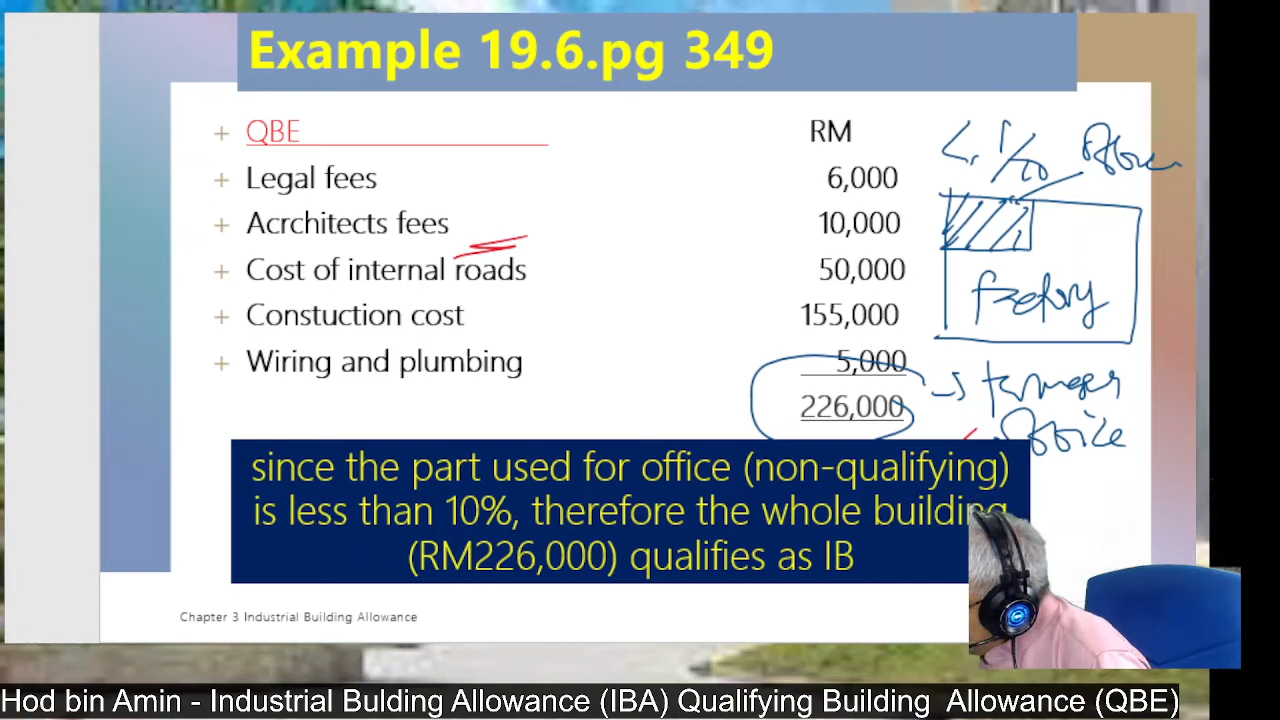 Example 19.6.pg 349
+ QBE RM
+ Legal fees 6,000
+ Acrchitects fees 10,000
+ Cost of internal roads 50,000
+ Constuction cost 155,000
+ Wiring and plumbing 5,000
226,000
< 1/10 office
factory
office
since the part used for office (non-qualifying)
is less than 10%, therefore the whole building
(RM226,000) qualifies as IB
Chapter 3 Industrial Building Allowance
Hod bin Amin - Industrial Bulding Allowance (IBA) Qualifying Building Allowance (QBE)